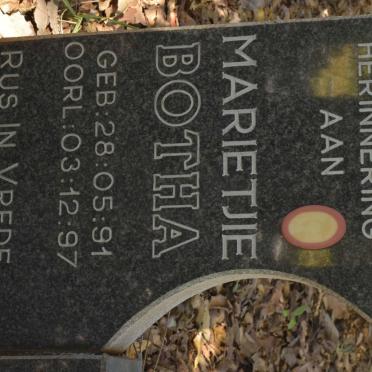 HERINNERING
AAN
MARIETJIE
BOTHA
GEB:28:05:91
OORL:03:12:97
RUS IN VREDE